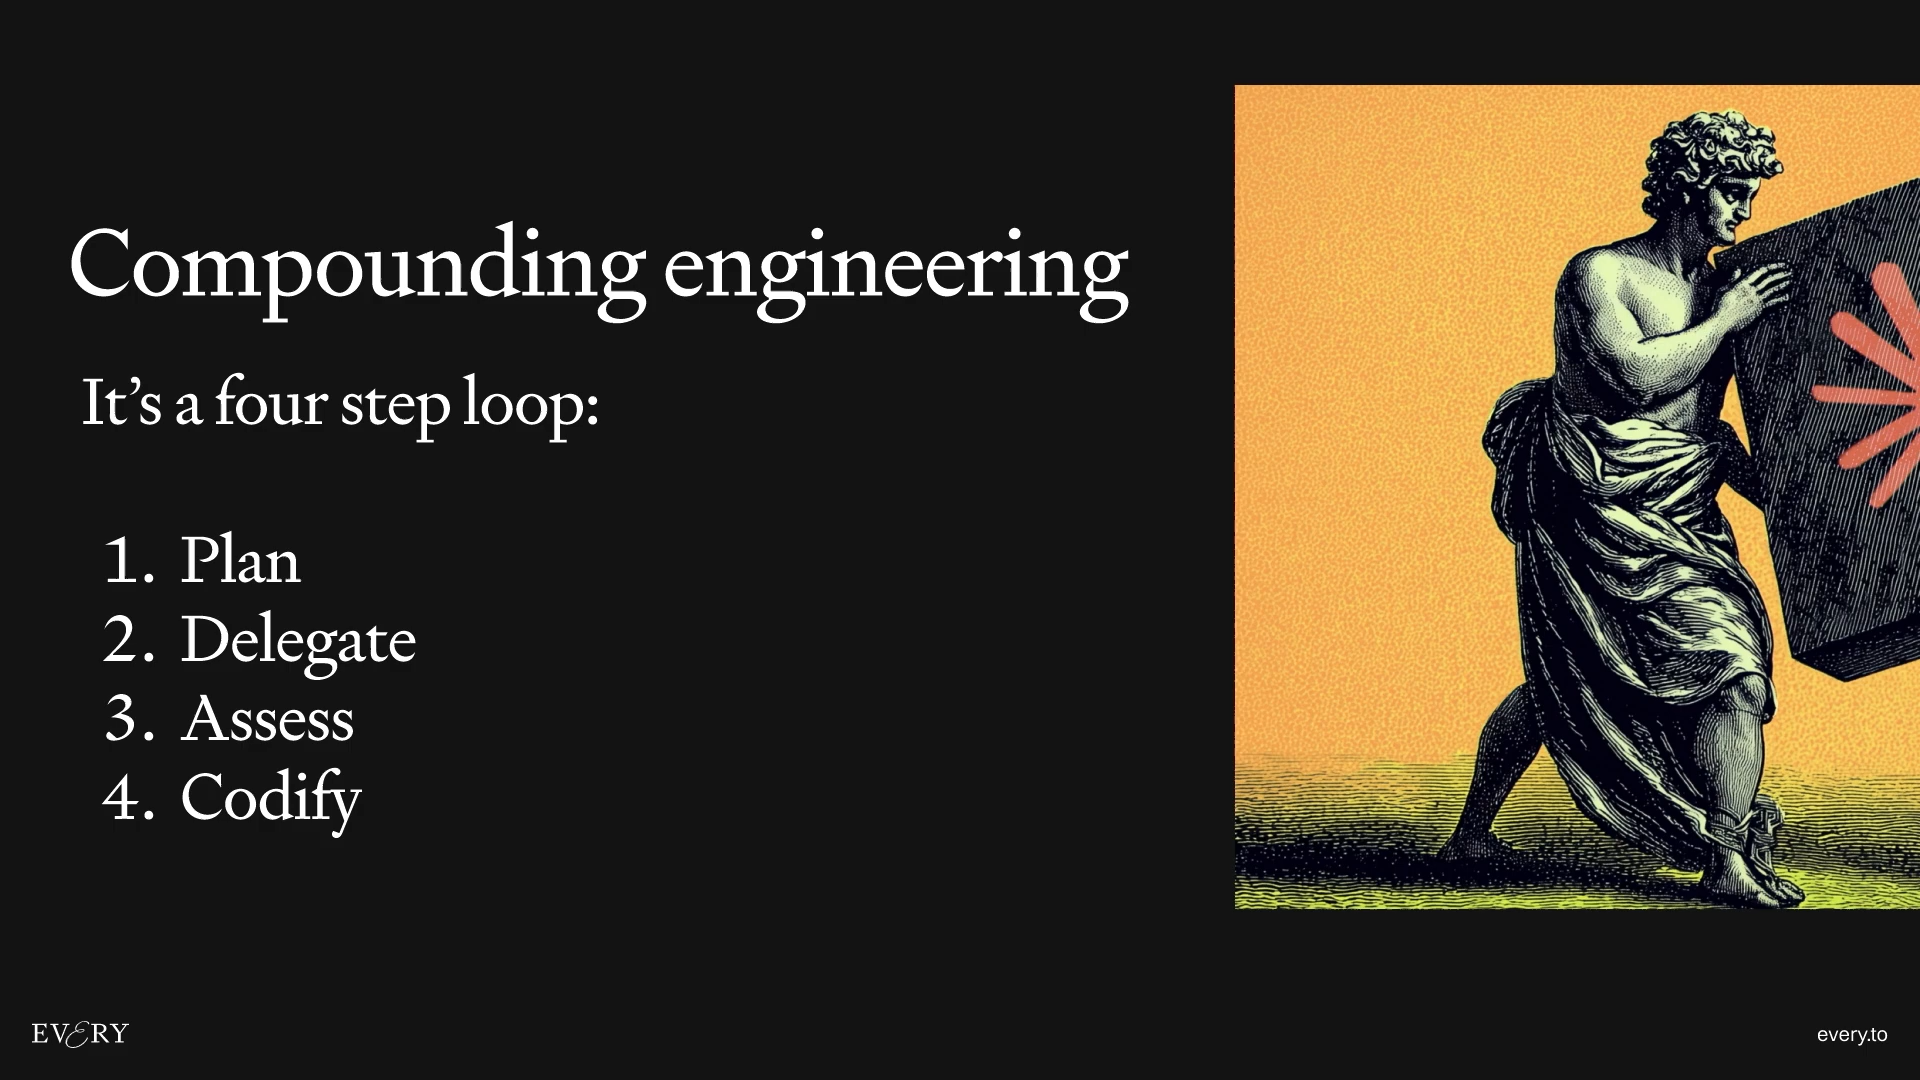 Compounding engineering
It’s a four step loop:
1. Plan
2. Delegate
3. Assess
4. Codify
EVERY
every.to